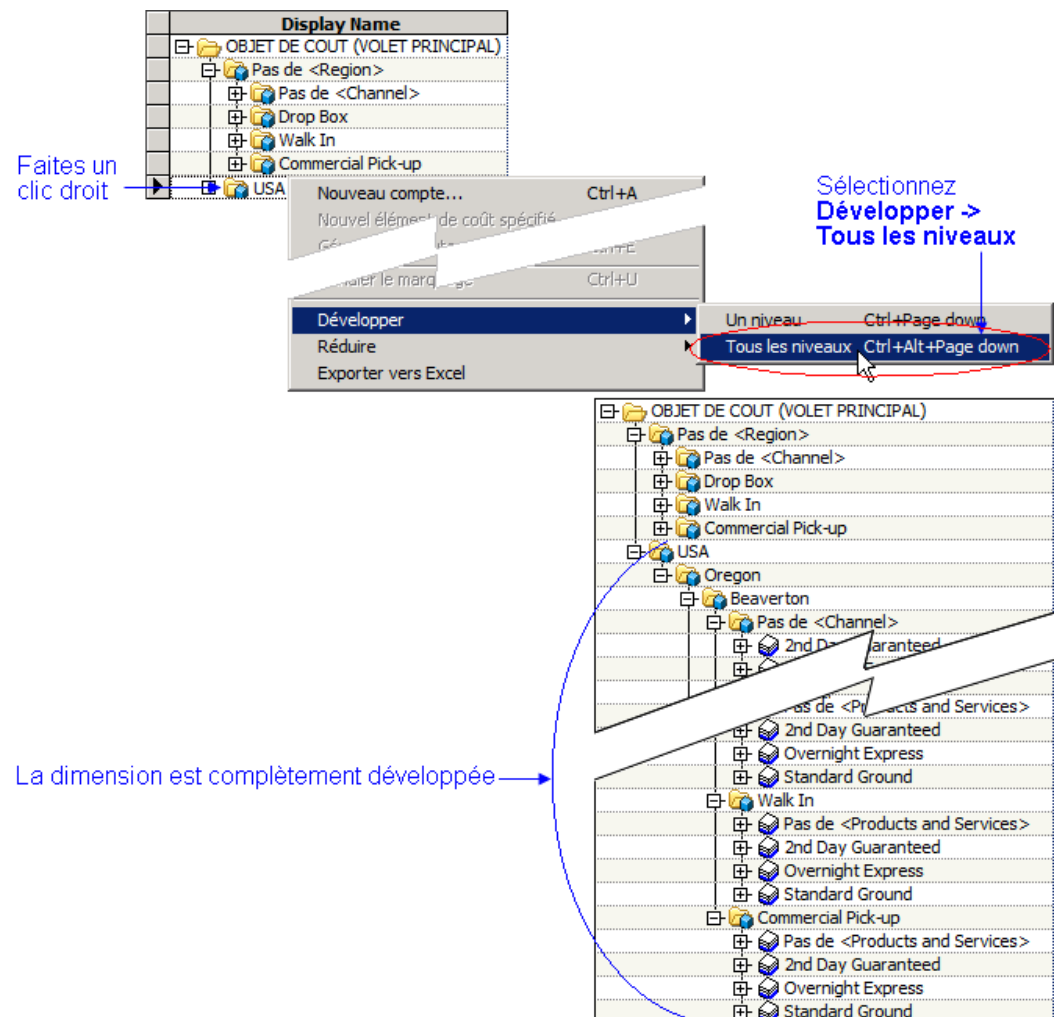 Display Name
OBJET DE COUT (VOLET PRINCIPAL)
Pas de <Region>
Pas de <Channel>
Drop Box
Walk In
Commercial Pick-up
USA
Faites un
clic droit
Nouveau compte... Ctrl+A
Nouvel élément de coût spécifié
Ctrl+U
Développer
Réduire
Exporter vers Excel
Sélectionnez
Développer ->
Tous les niveaux
Un niveau Ctrl+Page down
Tous les niveaux Ctrl+Alt+Page down
OBJET DE COUT (VOLET PRINCIPAL)
Pas de <Region>
Pas de <Channel>
Drop Box
Walk In
Commercial Pick-up
USA
Oregon
Beaverton
Pas de <Channel>
2nd Day Guaranteed
Pas de <Products and Services>
2nd Day Guaranteed
Overnight Express
Standard Ground
Walk In
Pas de <Products and Services>
2nd Day Guaranteed
Overnight Express
Standard Ground
Commercial Pick-up
Pas de <Products and Services>
2nd Day Guaranteed
Overnight Express
Standard Ground
La dimension est complètement développée